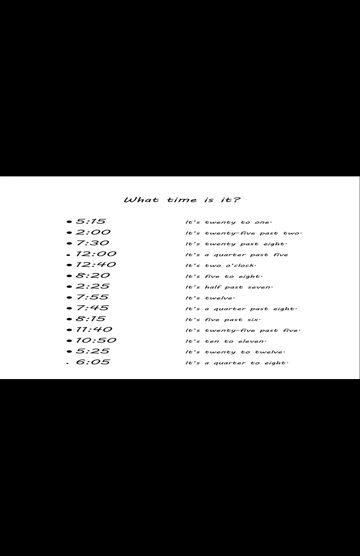 What time is it?
• 5:15 It's twenty to one.
• 2:00 It's twenty-five past two.
• 7:30 It's twenty past eight.
• 12:00 It's a quarter past five
• 12:40 It's two o'clock.
• 8:20 It's five to eight.
• 2:25 It's half past seven.
• 7:55 It's twelve.
• 7:45 It's a quarter past eight.
• 8:15 It's five past six.
• 11:40 It's twenty-five past five.
• 10:50 It's ten to eleven.
• 5:25 It's twenty to twelve.
• 6:05 It's a quarter to eight.